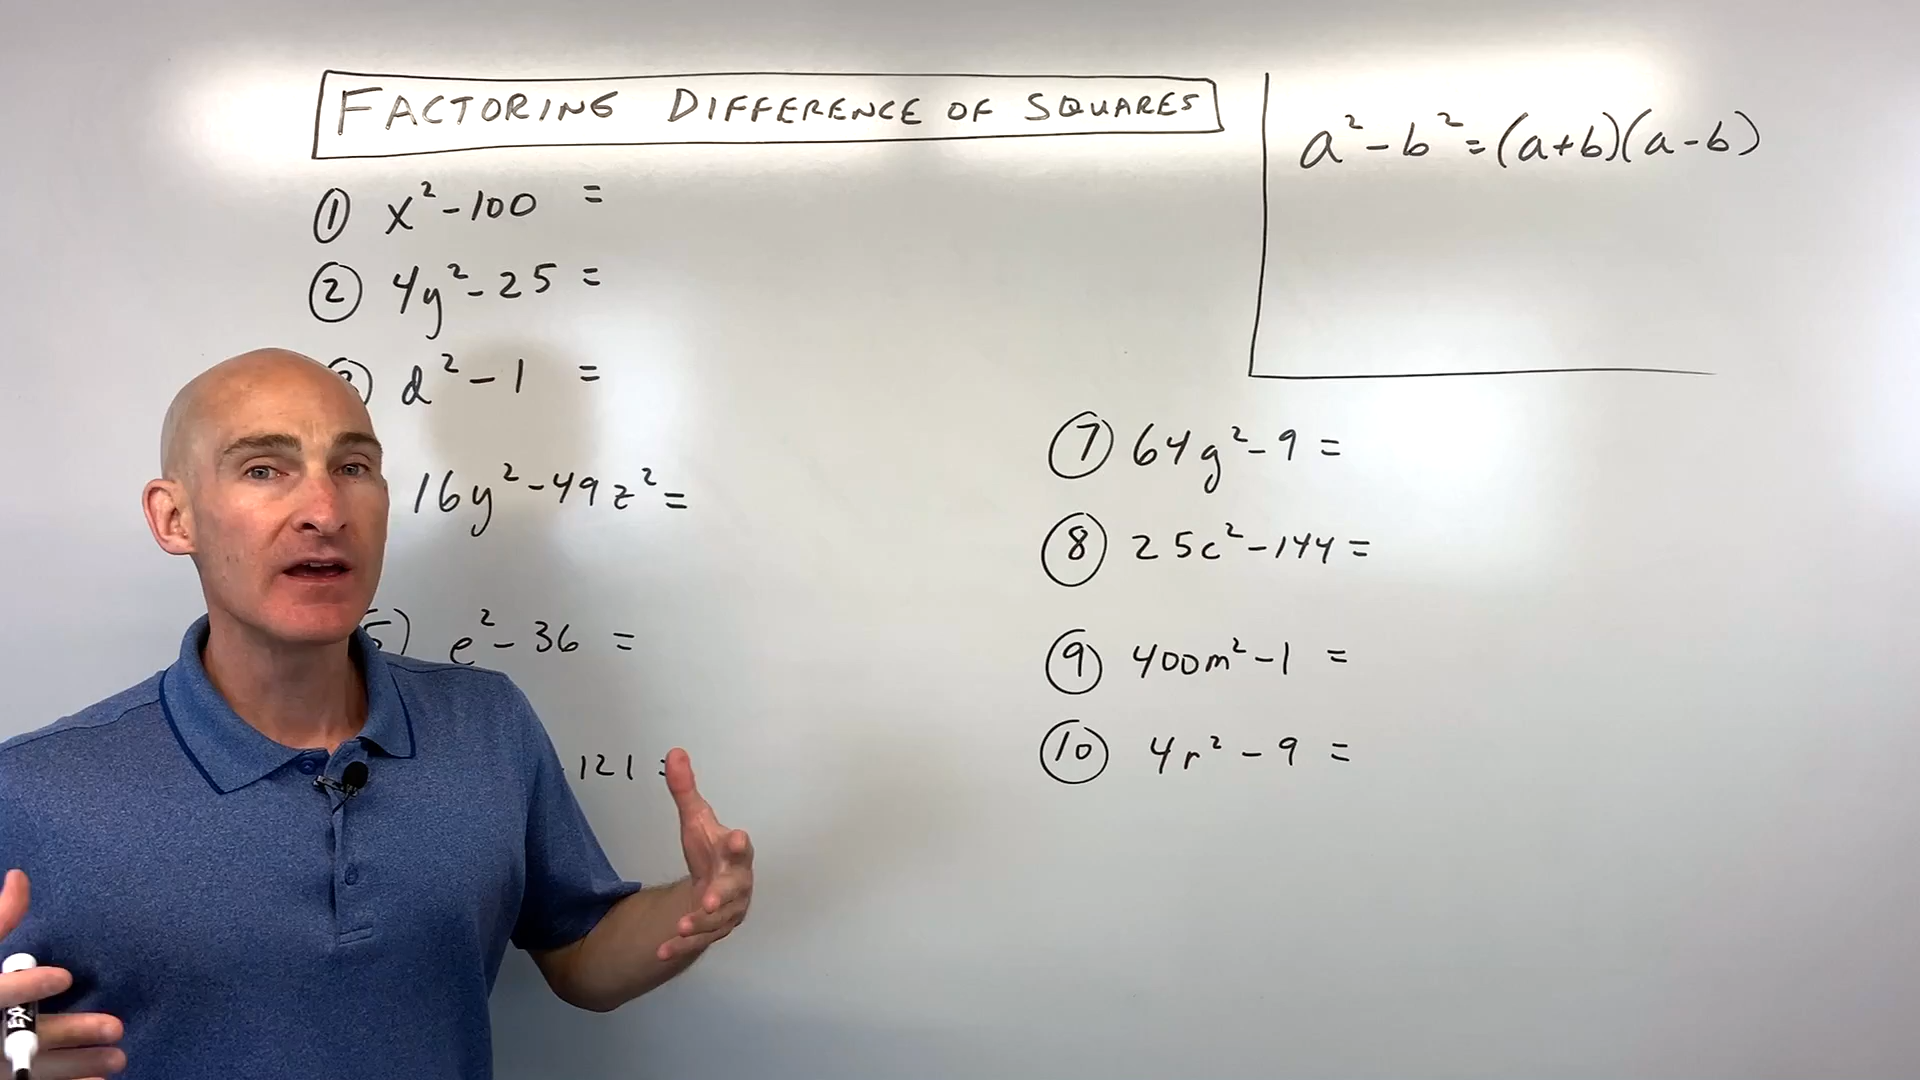 FACTORING DIFFERENCE OF SQUARES
① x²-100 =
② 4y²-25 =
d²-1 =
16y²-49z²=
5) e²-36 =
121 =
a²-b²=(a+b)(a-b)
⑦ 64g²-9 =
⑧ 25c²-144=
⑨ 400m²-1 =
⑩ 4r²-9 =